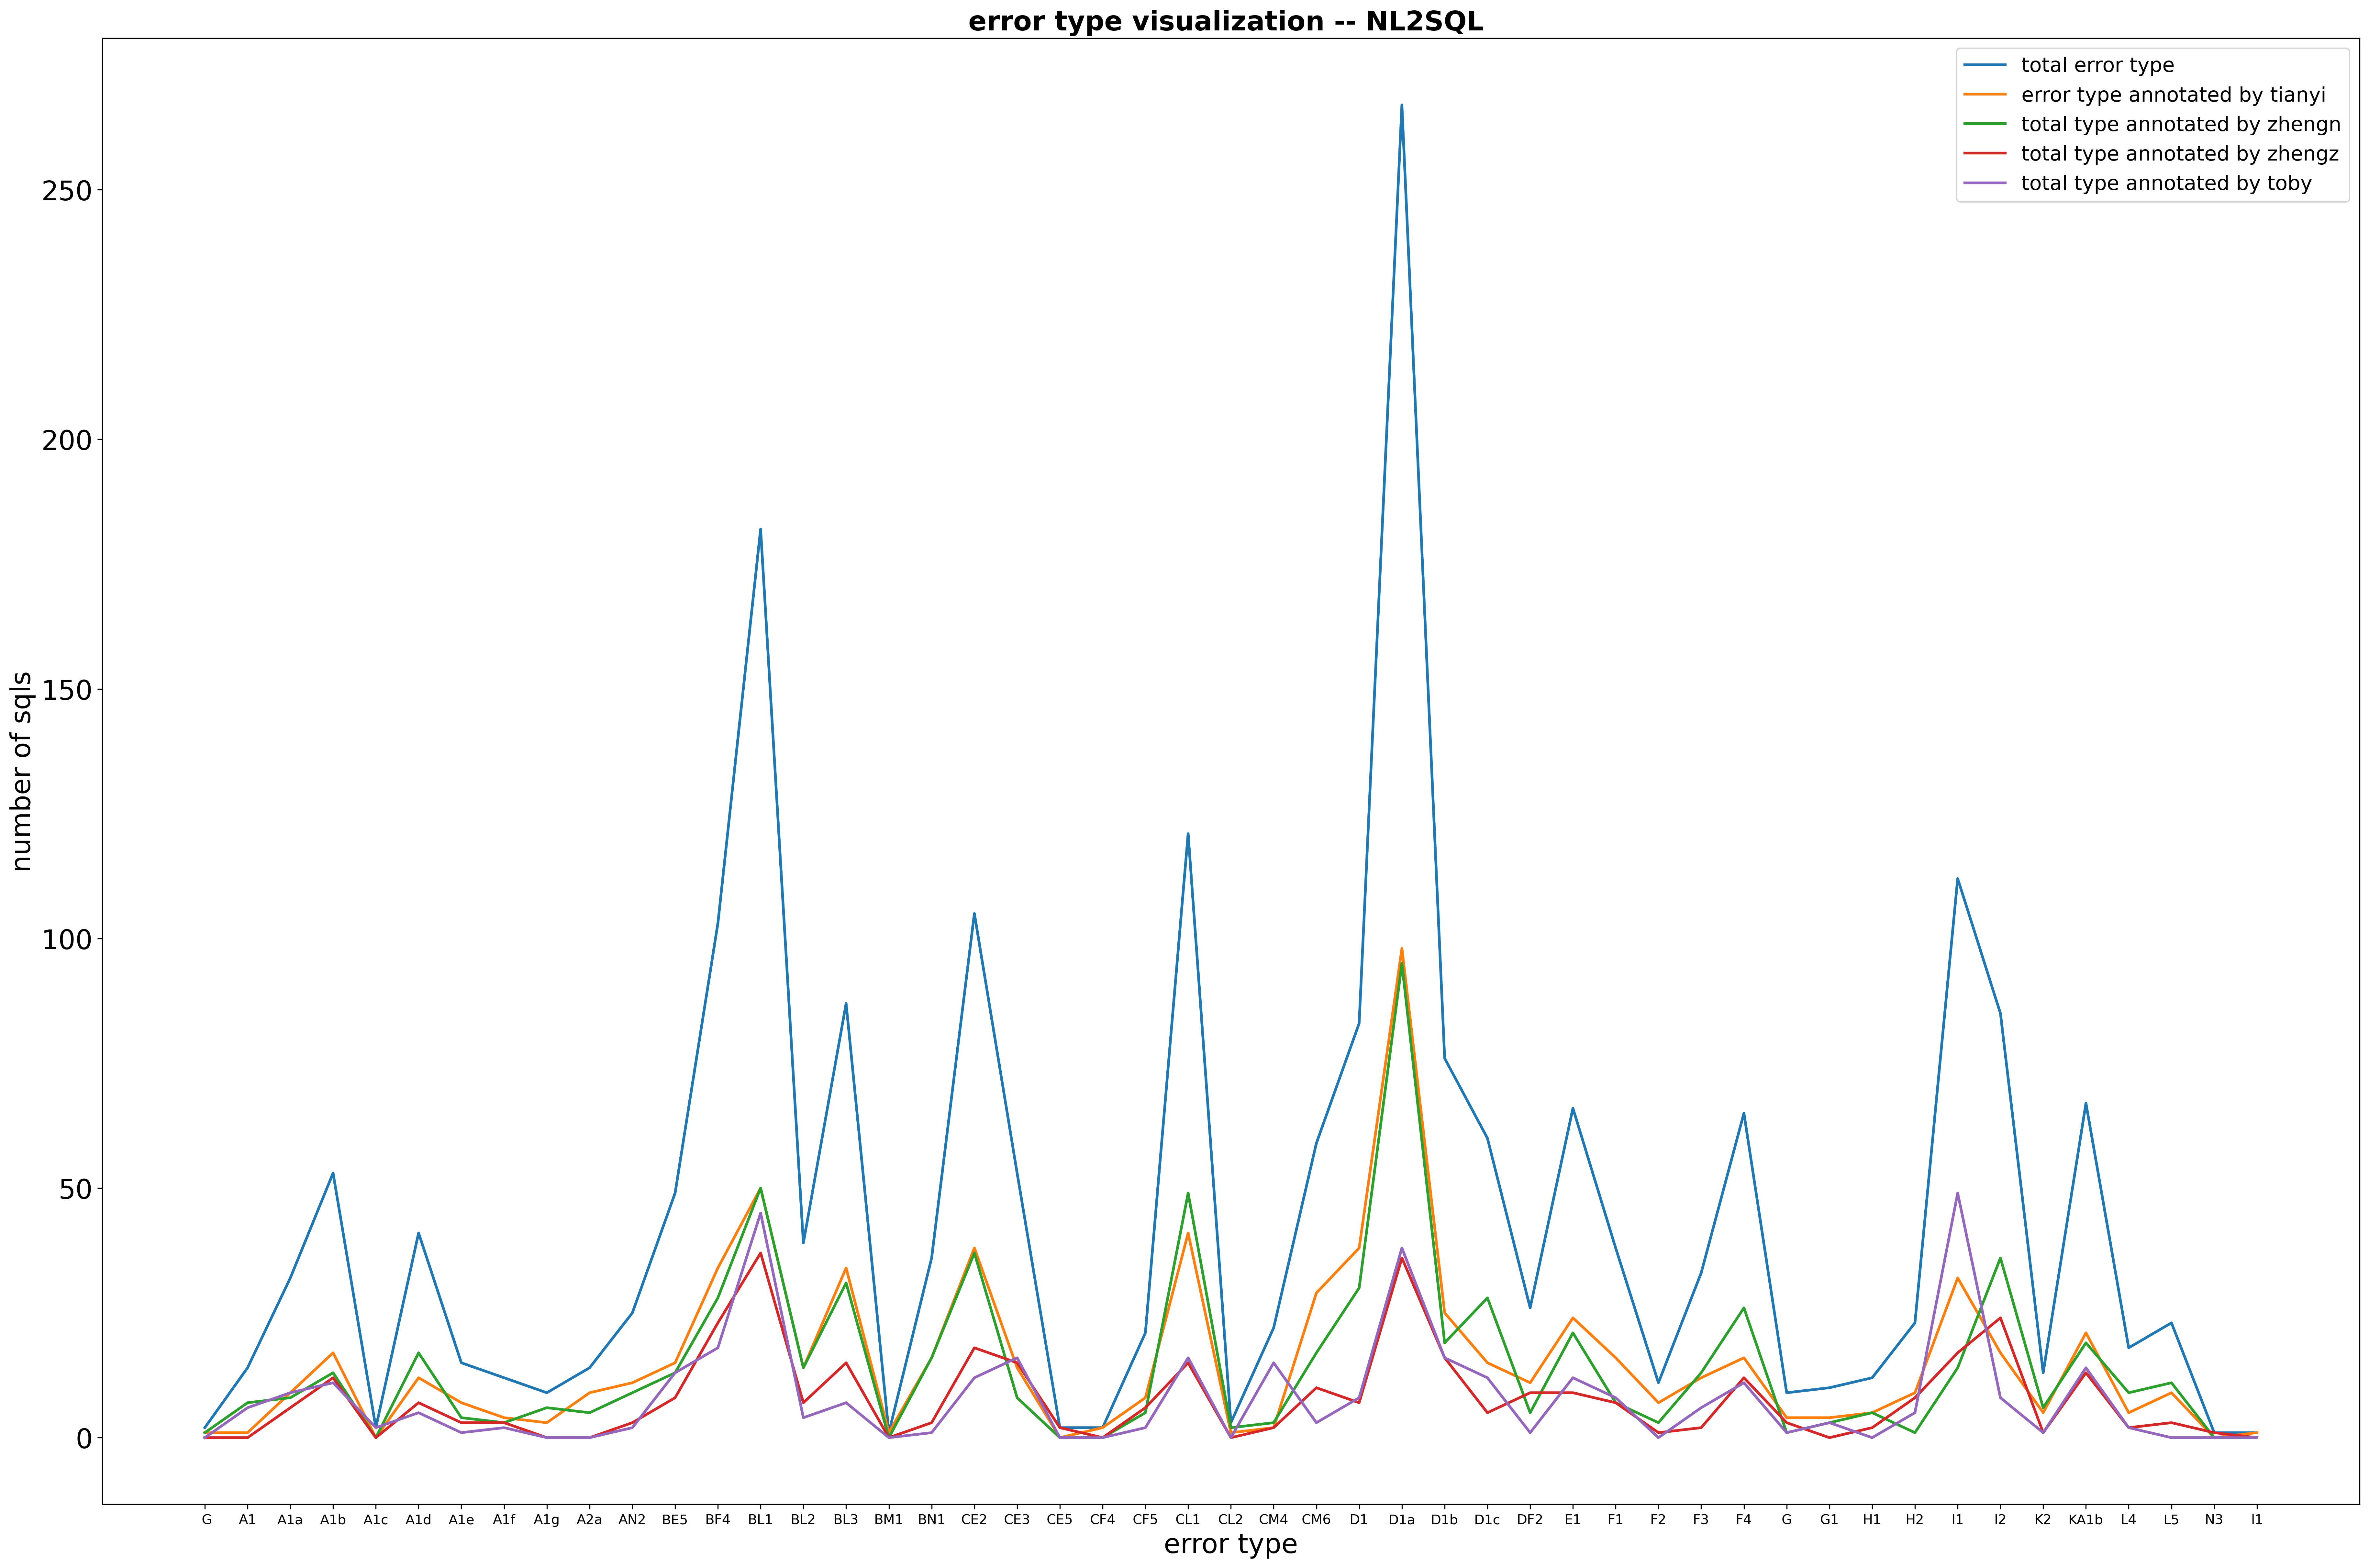 error type visualization -- NL2SQL
total error type
error type annotated by tianyi
total type annotated by zhengn
total type annotated by zhengz
total type annotated by toby
number of sqls
250
200
150
100
50
0
G A1 A1a A1b A1c A1d A1e A1f A1g A2a AN2 BE5 BF4 BL1 BL2 BL3 BM1 BN1 CE2 CE3 CE5 CF4 CF5 CL1 CL2 CM4 CM6 D1 D1a D1b D1c DF2 E1 F1 F2 F3 F4 G G1 H1 H2 I1 I2 K2 KA1b L4 L5 N3 l1
error type